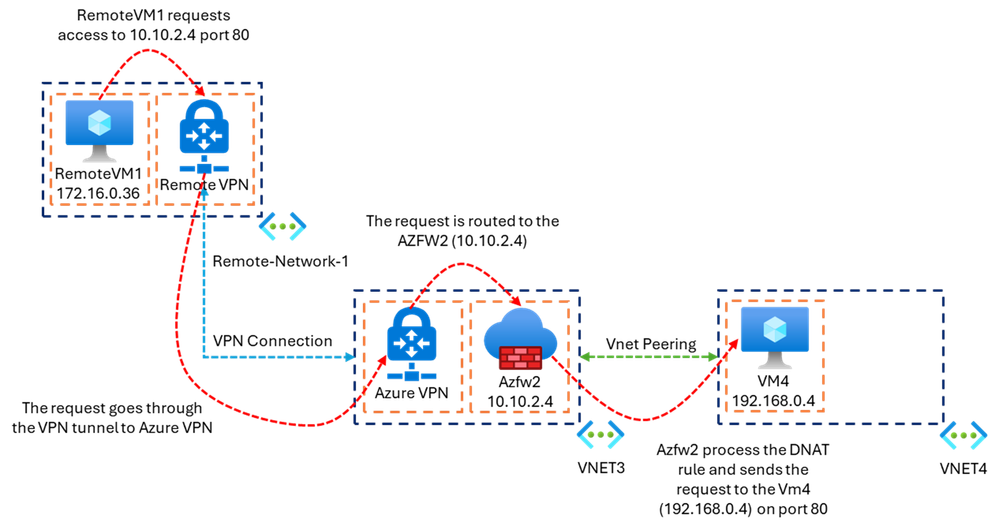 RemoteVM1 requests
access to 10.10.2.4 port 80
RemoteVM1
172.16.0.36
Remote VPN
Remote-Network-1
The request is routed to the
AZFW2 (10.10.2.4)
VPN Connection
Azure VPN
Azfw2
10.10.2.4
Vnet Peering
VM4
192.168.0.4
The request goes through
the VPN tunnel to Azure VPN
VNET3
Azfw2 process the DNAT
rule and sends the
request to the Vm4
(192.168.0.4) on port 80
VNET4